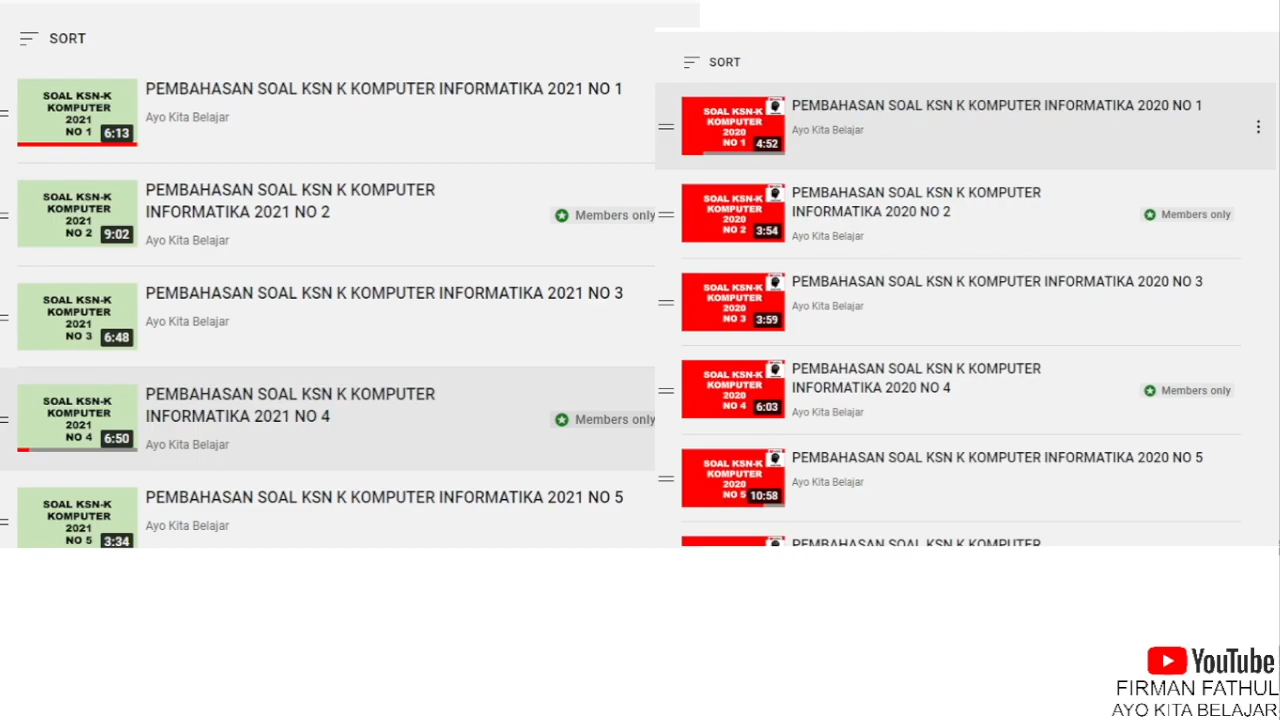 SORT
SOAL KSN-K
KOMPUTER
2021
NO 1
6:13
PEMBAHASAN SOAL KSN K KOMPUTER INFORMATIKA 2021 NO 1
Ayo Kita Belajar
SOAL KSN-K
KOMPUTER
2021
NO 2
9:02
PEMBAHASAN SOAL KSN K KOMPUTER
INFORMATIKA 2021 NO 2
Ayo Kita Belajar
Members only
SOAL KSN-K
KOMPUTER
2021
NO 3
6:48
PEMBAHASAN SOAL KSN K KOMPUTER INFORMATIKA 2021 NO 3
Ayo Kita Belajar
SOAL KSN-K
KOMPUTER
2021
NO 4
6:50
PEMBAHASAN SOAL KSN K KOMPUTER
INFORMATIKA 2021 NO 4
Ayo Kita Belajar
Members only
SOAL KSN-K
KOMPUTER
2021
NO 5
3:34
PEMBAHASAN SOAL KSN K KOMPUTER INFORMATIKA 2021 NO 5
Ayo Kita Belajar
SORT
SOAL KSN-K
KOMPUTER
2020
NO 1
4:52
PEMBAHASAN SOAL KSN K KOMPUTER INFORMATIKA 2020 NO 1
Ayo Kita Belajar
SOAL KSN-K
KOMPUTER
2020
NO 2
3:54
PEMBAHASAN SOAL KSN K KOMPUTER
INFORMATIKA 2020 NO 2
Ayo Kita Belajar
Members only
SOAL KSN-K
KOMPUTER
2020
NO 3
3:59
PEMBAHASAN SOAL KSN K KOMPUTER INFORMATIKA 2020 NO 3
Ayo Kita Belajar
SOAL KSN-K
KOMPUTER
2020
NO 4
6:03
PEMBAHASAN SOAL KSN K KOMPUTER
INFORMATIKA 2020 NO 4
Ayo Kita Belajar
Members only
SOAL KSN-K
KOMPUTER
2020
NO 5
10:58
PEMBAHASAN SOAL KSN K KOMPUTER INFORMATIKA 2020 NO 5
Ayo Kita Belajar
PEMBAHASAN SOAL KSN K KOMPUTER
YouTube
FIRMAN FATHUL
AYO KITA BELAJAR